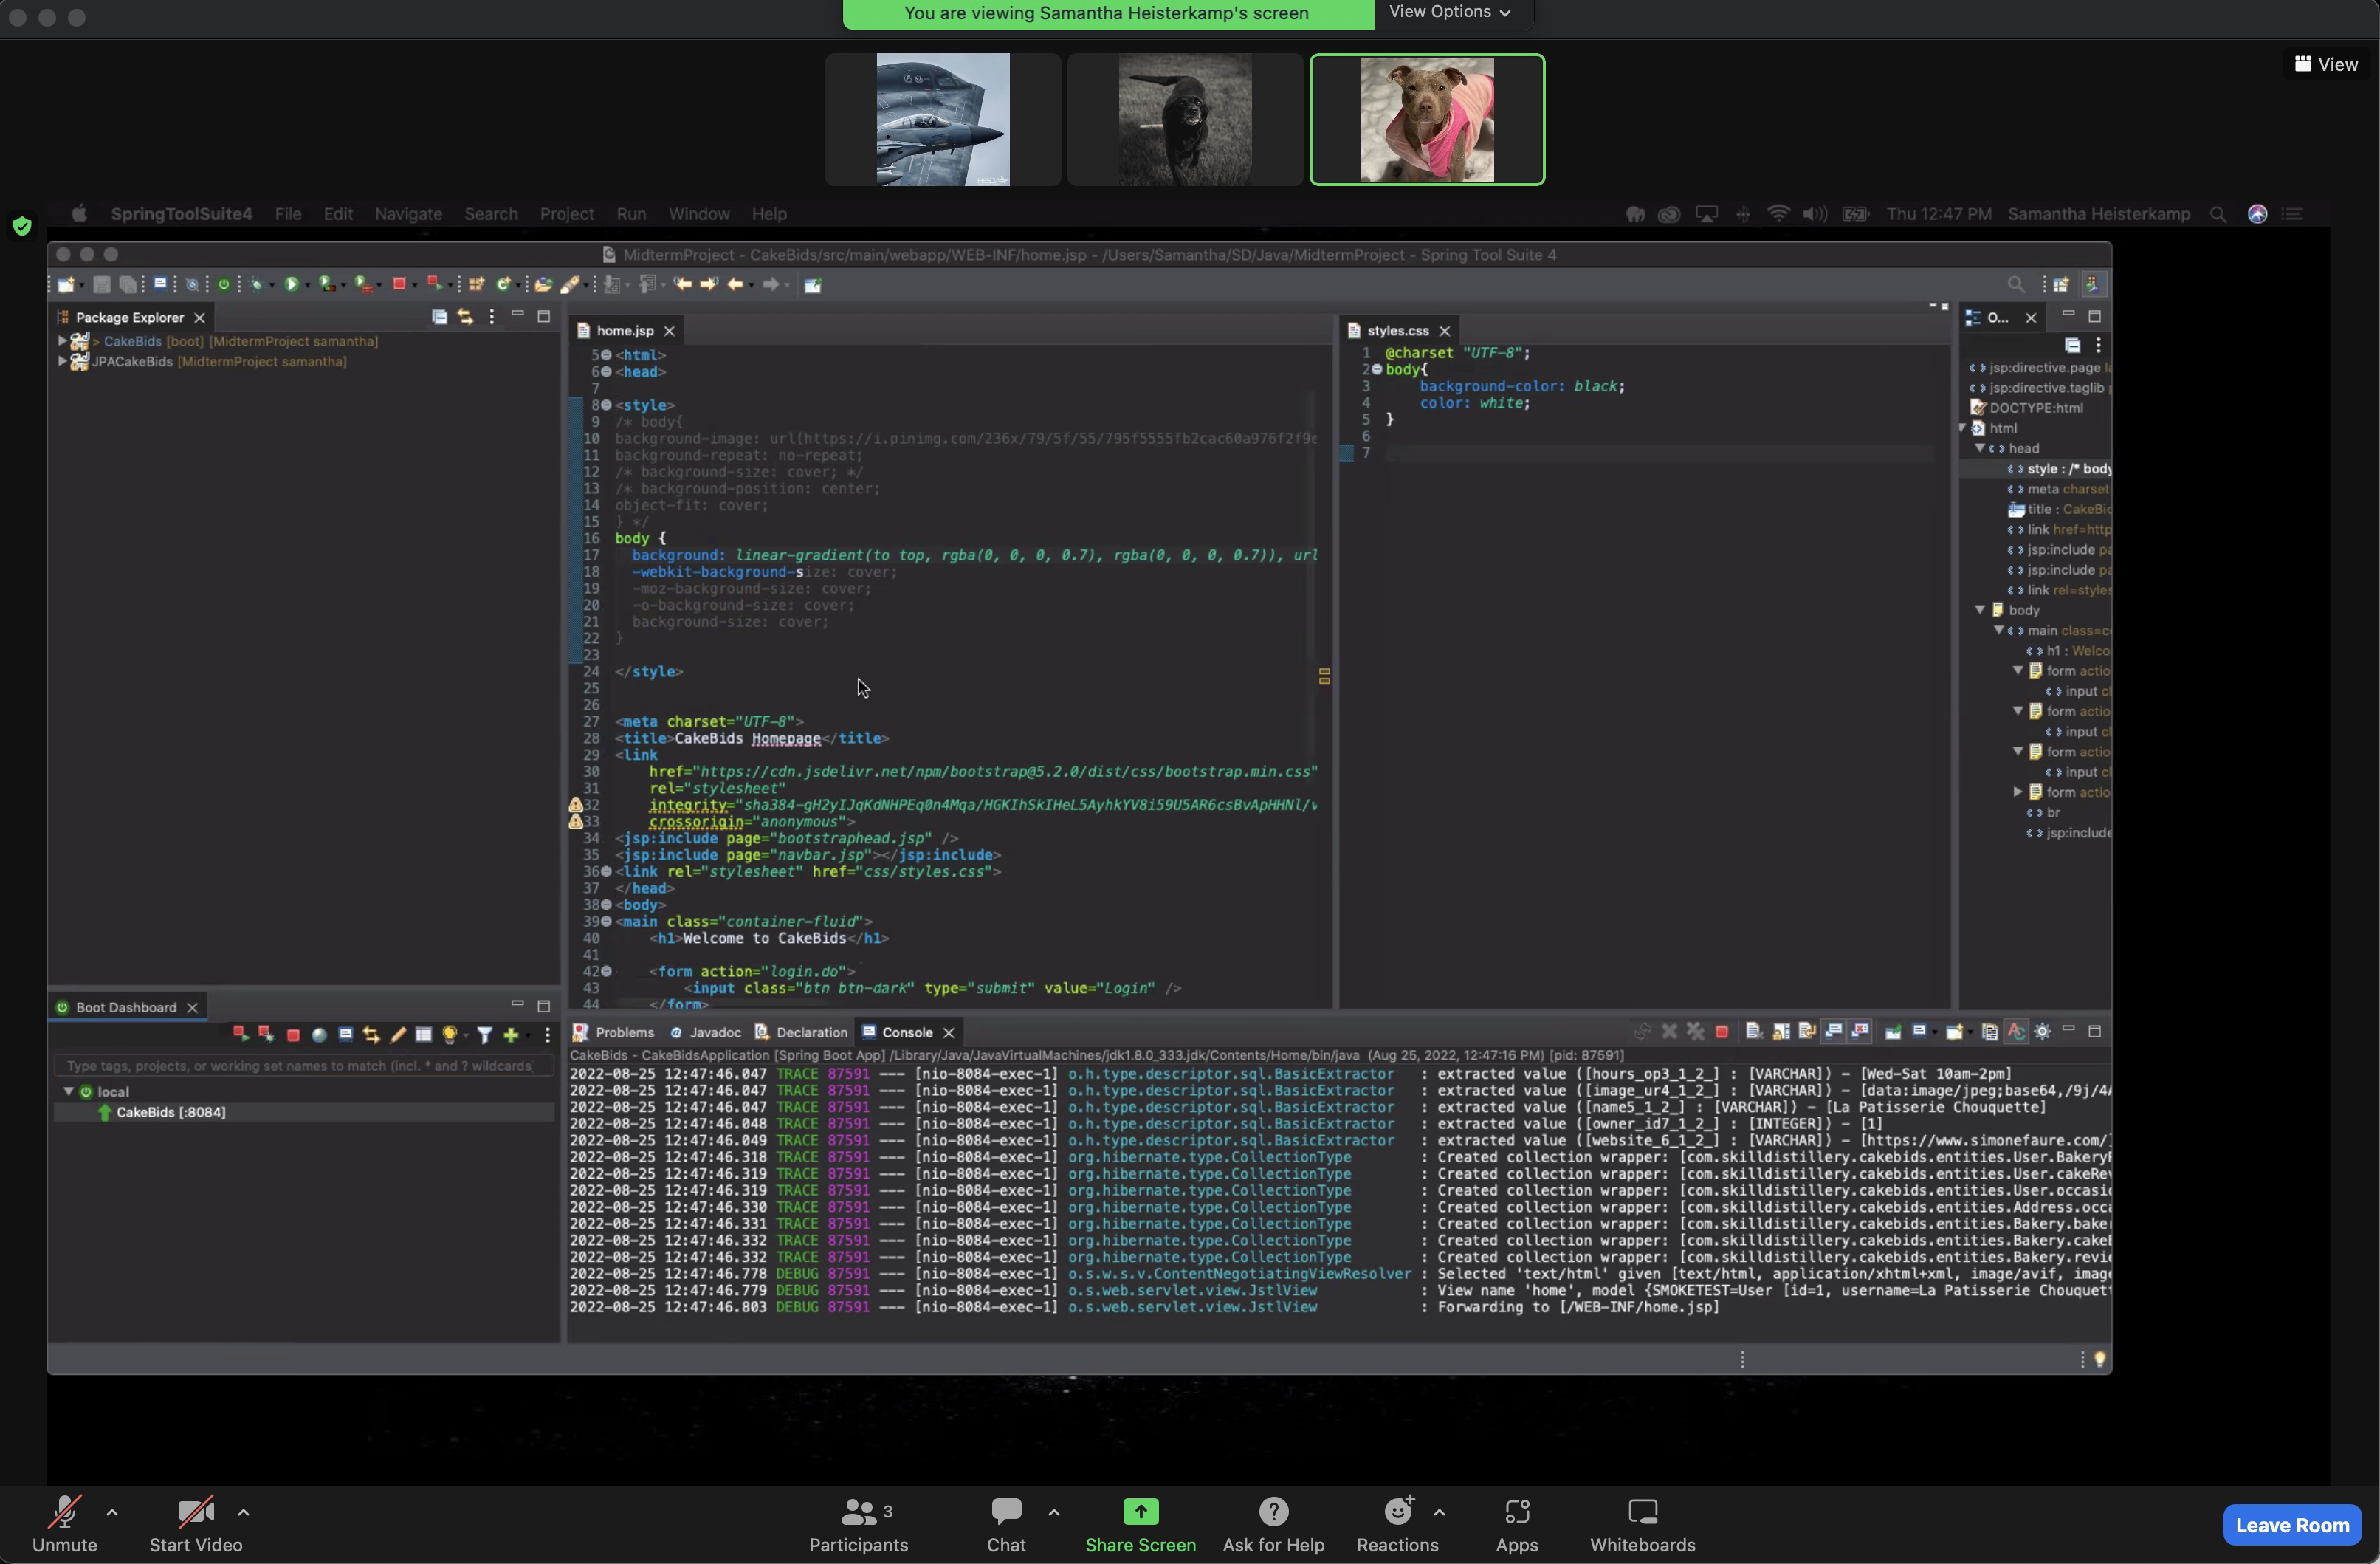 You are viewing Samantha Heisterkamp's screen
View Options
View
SpringToolSuite4 File Edit Navigate Search Project Run Window Help
Thu 12:47 PM Samantha Heisterkamp
MidtermProject - CakeBids/src/main/webapp/WEB-INF/home.jsp - /Users/Samantha/SD/Java/MidtermProject - Spring Tool Suite 4
Package Explorer
> CakeBids [boot] [MidtermProject samantha]
JPACakeBids [MidtermProject samantha]
home.jsp
5 <html>
6 <head>
7
8 <style>
9 /* body{
10 background-image: url(https://i.pinimg.com/236x/79/5f/55/795f5555fb2cac60a976f2f9e
11 background-repeat: no-repeat;
12 /* background-size: cover; */
13 /* background-position: center;
14 object-fit: cover;
15 } */
16 body {
17 background: linear-gradient(to top, rgba(0, 0, 0, 0.7), rgba(0, 0, 0, 0.7)), url
18 -webkit-background-size: cover;
19 -moz-background-size: cover;
20 -o-background-size: cover;
21 background-size: cover;
22 }
23
24 </style>
25
26
27 <meta charset="UTF-8">
28 <title>CakeBids Homepage</title>
29 <link
30 href="https://cdn.jsdelivr.net/npm/bootstrap@5.2.0/dist/css/bootstrap.min.css"
31 rel="stylesheet"
32 integrity="sha384-gH2yIJqKdNHPEq0n4Mqa/HGKIhSkIHeL5AyhkYV8i59U5AR6csBvApHHNl/v
33 crossorigin="anonymous">
34 <jsp:include page="bootstraphead.jsp" />
35 <jsp:include page="navbar.jsp"></jsp:include>
36 <link rel="stylesheet" href="css/styles.css">
37 </head>
38 <body>
39 <main class="container-fluid">
40 <h1>Welcome to CakeBids</h1>
41
42 <form action="login.do">
43 <input class="btn btn-dark" type="submit" value="Login" />
44 </form>
styles.css
1 @charset "UTF-8";
2 body{
3 background-color: black;
4 color: white;
5 }
6
7
O...
jsp:directive.page la
jsp:directive.taglib
DOCTYPE:html
html
head
style : /* body
meta charset
title : CakeBid
link href=http
jsp:include pa
jsp:include pa
link rel=styles
body
main class=c
h1 : Welco
form actio
input cl
form actio
input cl
form actio
input cl
form actio
br
jsp:include
Boot Dashboard
Type tags, projects, or working set names to match (incl. * and ? wildcards
local
CakeBids [:8084]
Problems Javadoc Declaration Console
CakeBids - CakeBidsApplication [Spring Boot App] /Library/Java/JavaVirtualMachines/jdk1.8.0_333.jdk/Contents/Home/bin/java (Aug 25, 2022, 12:47:16 PM) [pid: 87591]
2022-08-25 12:47:46.047 TRACE 87591 --- [nio-8084-exec-1] o.h.type.descriptor.sql.BasicExtractor : extracted value ([hours_op3_1_2_] : [VARCHAR]) - [Wed-Sat 10am-2pm]
2022-08-25 12:47:46.047 TRACE 87591 --- [nio-8084-exec-1] o.h.type.descriptor.sql.BasicExtractor : extracted value ([image_ur4_1_2_] : [VARCHAR]) - [data:image/jpeg;base64,/9j/4A
2022-08-25 12:47:46.047 TRACE 87591 --- [nio-8084-exec-1] o.h.type.descriptor.sql.BasicExtractor : extracted value ([name5_1_2_] : [VARCHAR]) - [La Patisserie Chouquette]
2022-08-25 12:47:46.048 TRACE 87591 --- [nio-8084-exec-1] o.h.type.descriptor.sql.BasicExtractor : extracted value ([owner_id7_1_2_] : [INTEGER]) - [1]
2022-08-25 12:47:46.049 TRACE 87591 --- [nio-8084-exec-1] o.h.type.descriptor.sql.BasicExtractor : extracted value ([website_6_1_2_] : [VARCHAR]) - [https://www.simonefaure.com/]
2022-08-25 12:47:46.318 TRACE 87591 --- [nio-8084-exec-1] org.hibernate.type.CollectionType : Created collection wrapper: [com.skilldistillery.cakebids.entities.User.BakeryR
2022-08-25 12:47:46.319 TRACE 87591 --- [nio-8084-exec-1] org.hibernate.type.CollectionType : Created collection wrapper: [com.skilldistillery.cakebids.entities.User.cakeRev
2022-08-25 12:47:46.319 TRACE 87591 --- [nio-8084-exec-1] org.hibernate.type.CollectionType : Created collection wrapper: [com.skilldistillery.cakebids.entities.User.occasio
2022-08-25 12:47:46.330 TRACE 87591 --- [nio-8084-exec-1] org.hibernate.type.CollectionType : Created collection wrapper: [com.skilldistillery.cakebids.entities.Address.occa
2022-08-25 12:47:46.331 TRACE 87591 --- [nio-8084-exec-1] org.hibernate.type.CollectionType : Created collection wrapper: [com.skilldistillery.cakebids.entities.Bakery.baker
2022-08-25 12:47:46.332 TRACE 87591 --- [nio-8084-exec-1] org.hibernate.type.CollectionType : Created collection wrapper: [com.skilldistillery.cakebids.entities.Bakery.cakeB
2022-08-25 12:47:46.332 TRACE 87591 --- [nio-8084-exec-1] org.hibernate.type.CollectionType : Created collection wrapper: [com.skilldistillery.cakebids.entities.Bakery.revie
2022-08-25 12:47:46.778 DEBUG 87591 --- [nio-8084-exec-1] o.s.w.s.v.ContentNegotiatingViewResolver : Selected 'text/html' given [text/html, application/xhtml+xml, image/avif, image
2022-08-25 12:47:46.779 DEBUG 87591 --- [nio-8084-exec-1] o.s.web.servlet.view.JstlView : View name 'home', model {SMOKETEST=User [id=1, username=La Patisserie Chouquett
2022-08-25 12:47:46.803 DEBUG 87591 --- [nio-8084-exec-1] o.s.web.servlet.view.JstlView : Forwarding to [/WEB-INF/home.jsp]
Unmute
Start Video
3
Participants
Chat
Share Screen
Ask for Help
Reactions
Apps
Whiteboards
Leave Room